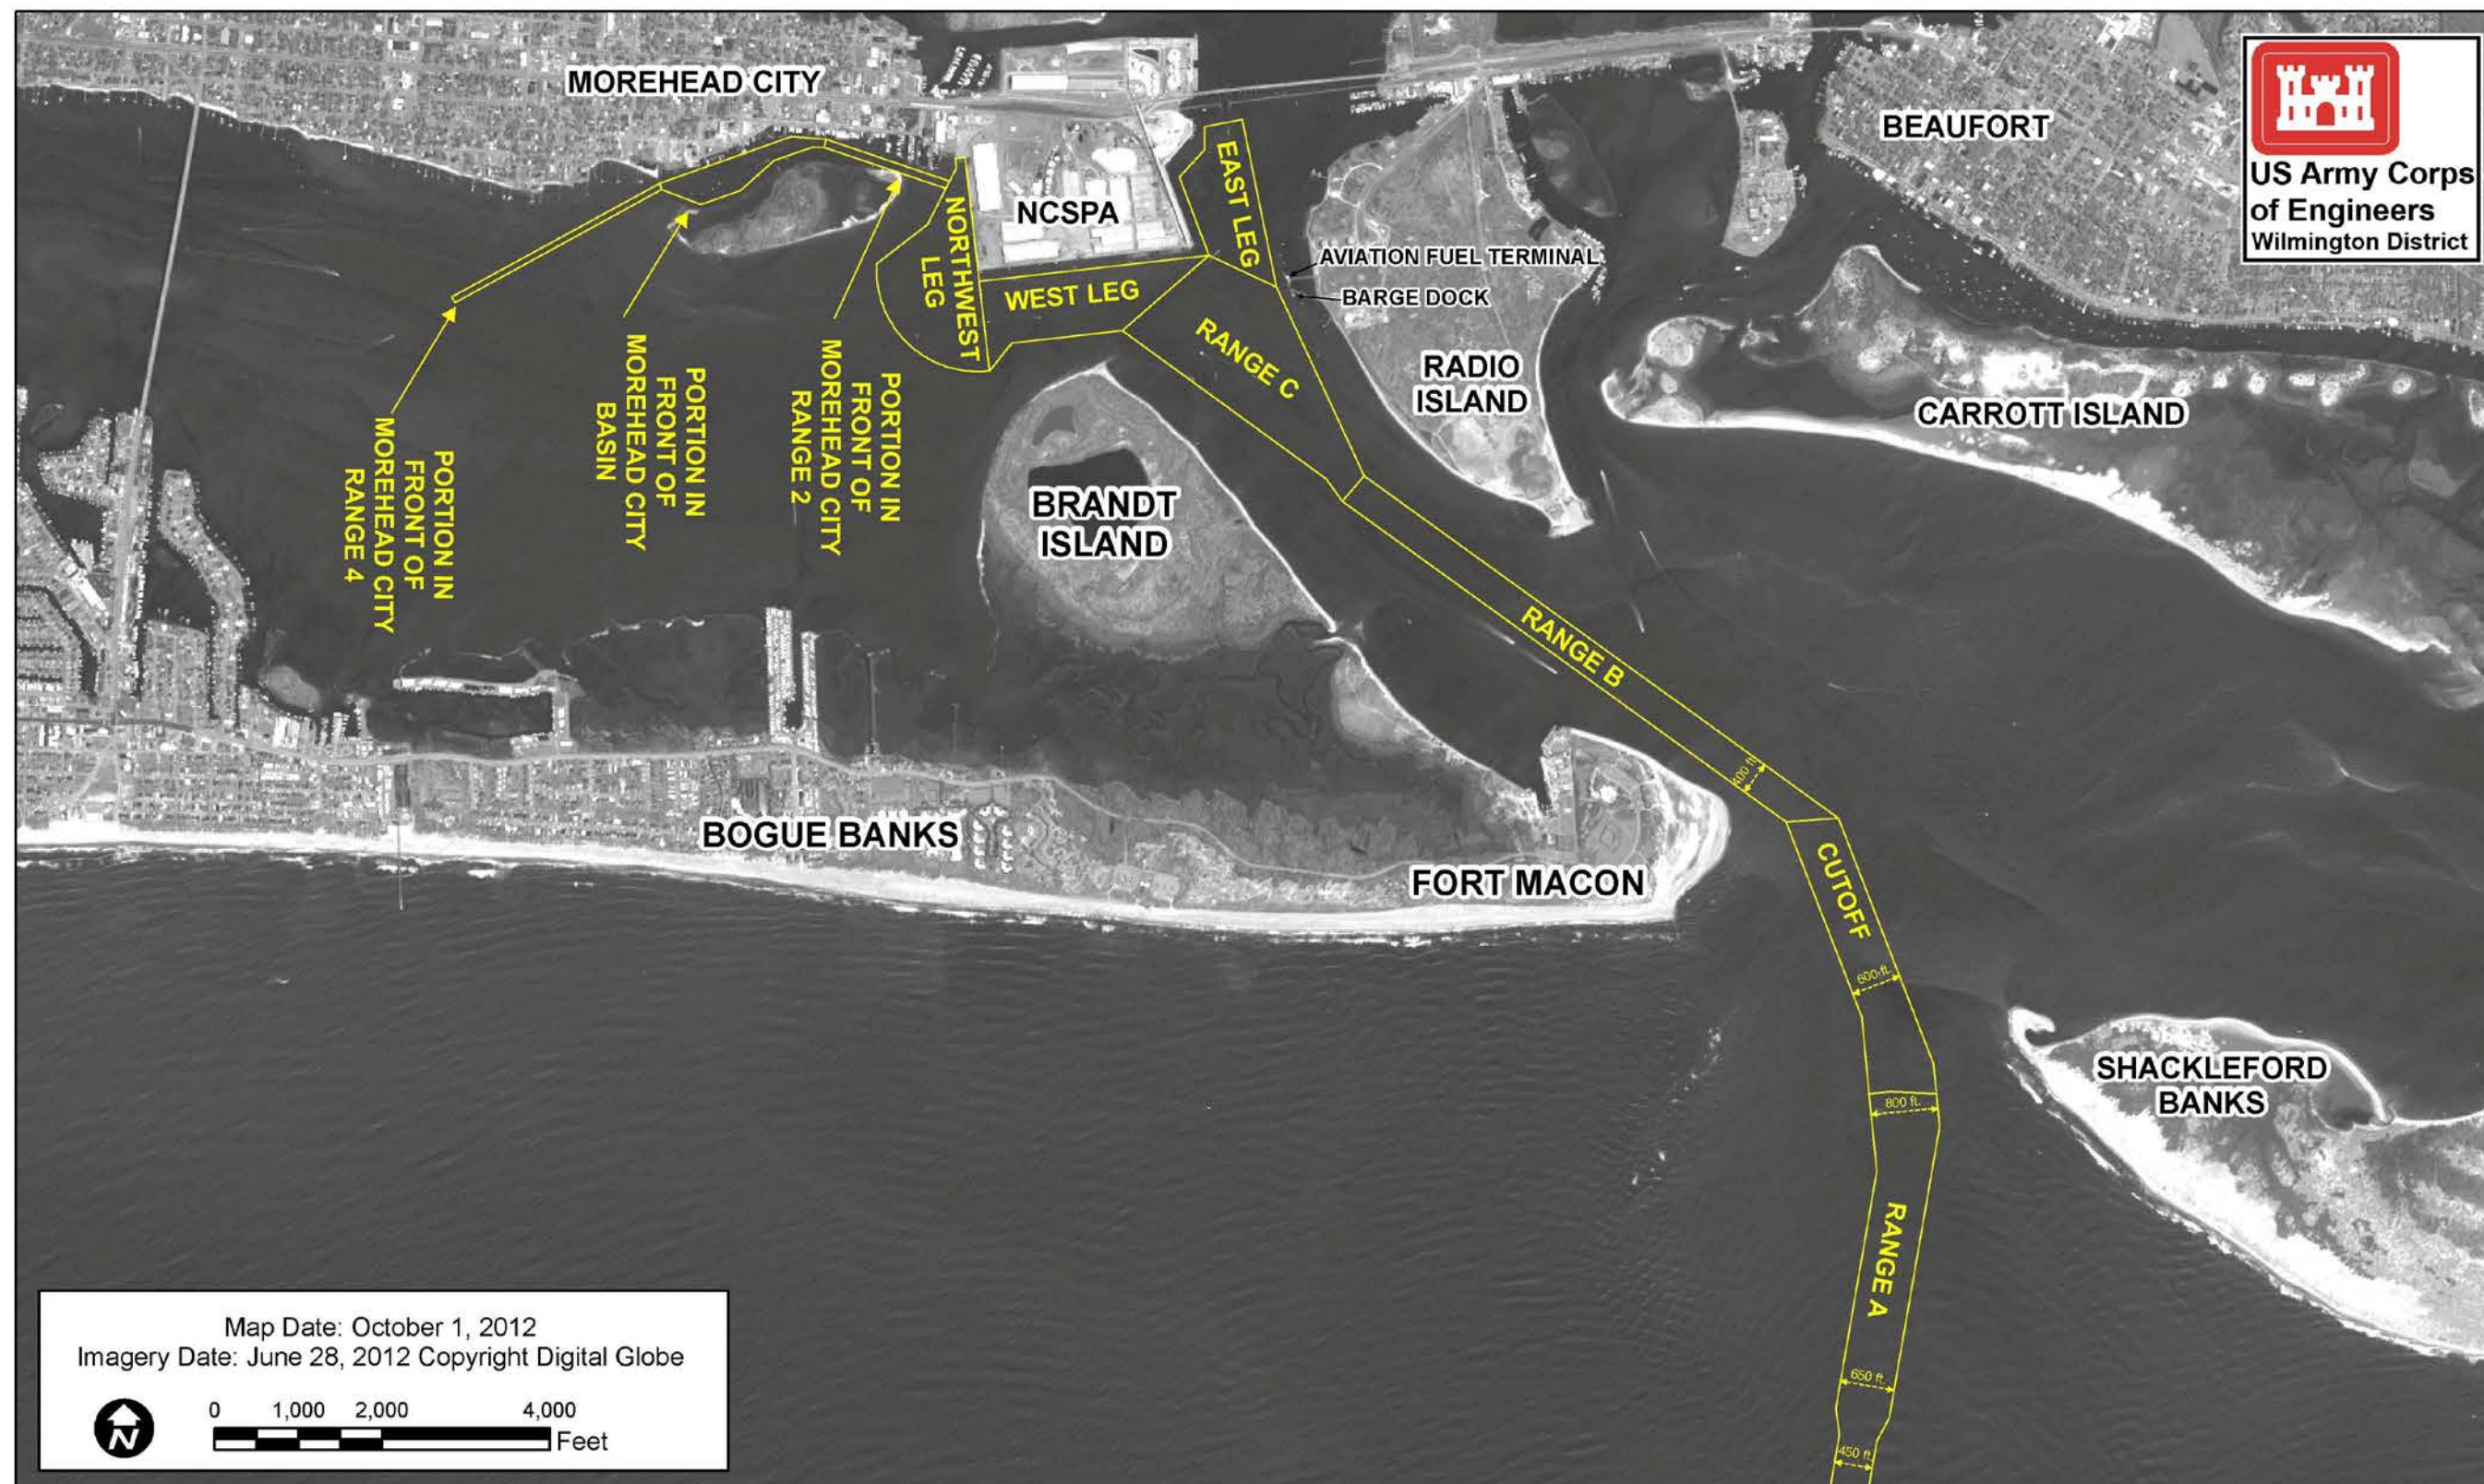 MOREHEAD CITY
BEAUFORT
US Army Corps
of Engineers
Wilmington District
NCSPA
EAST LEG
NORTHWEST
LEG
WEST LEG
AVIATION FUEL TERMINAL
BARGE DOCK
RANGE C
RADIO
ISLAND
CARROTT ISLAND
PORTION IN
FRONT OF
MOREHEAD CITY
RANGE 4
PORTION IN
FRONT OF
MOREHEAD CITY
BASIN
PORTION IN
FRONT OF
MOREHEAD CITY
RANGE 2
BRANDT
ISLAND
RANGE B
400 ft.
BOGUE BANKS
FORT MACON
CUTOFF
600 ft.
SHACKLEFORD
BANKS
800 ft.
RANGE A
650 ft.
450 ft.
Map Date: October 1, 2012
Imagery Date: June 28, 2012 Copyright Digital Globe
N
0 1,000 2,000 4,000
Feet